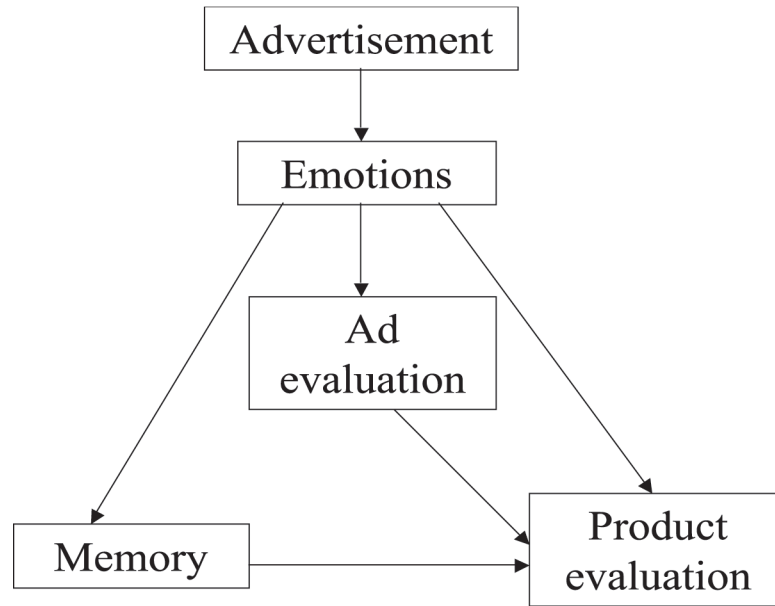 Advertisement
Emotions
Ad
evaluation
Memory
Product
evaluation